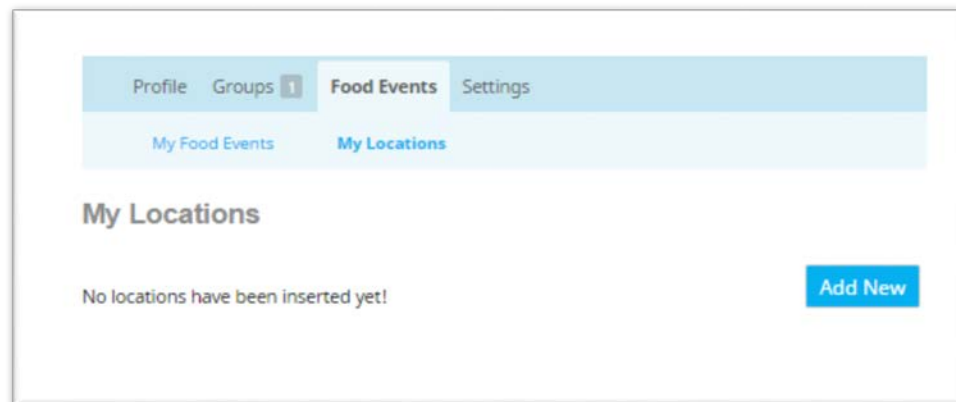 Profile Groups 1 Food Events Settings
My Food Events My Locations
My Locations
No locations have been inserted yet! Add New